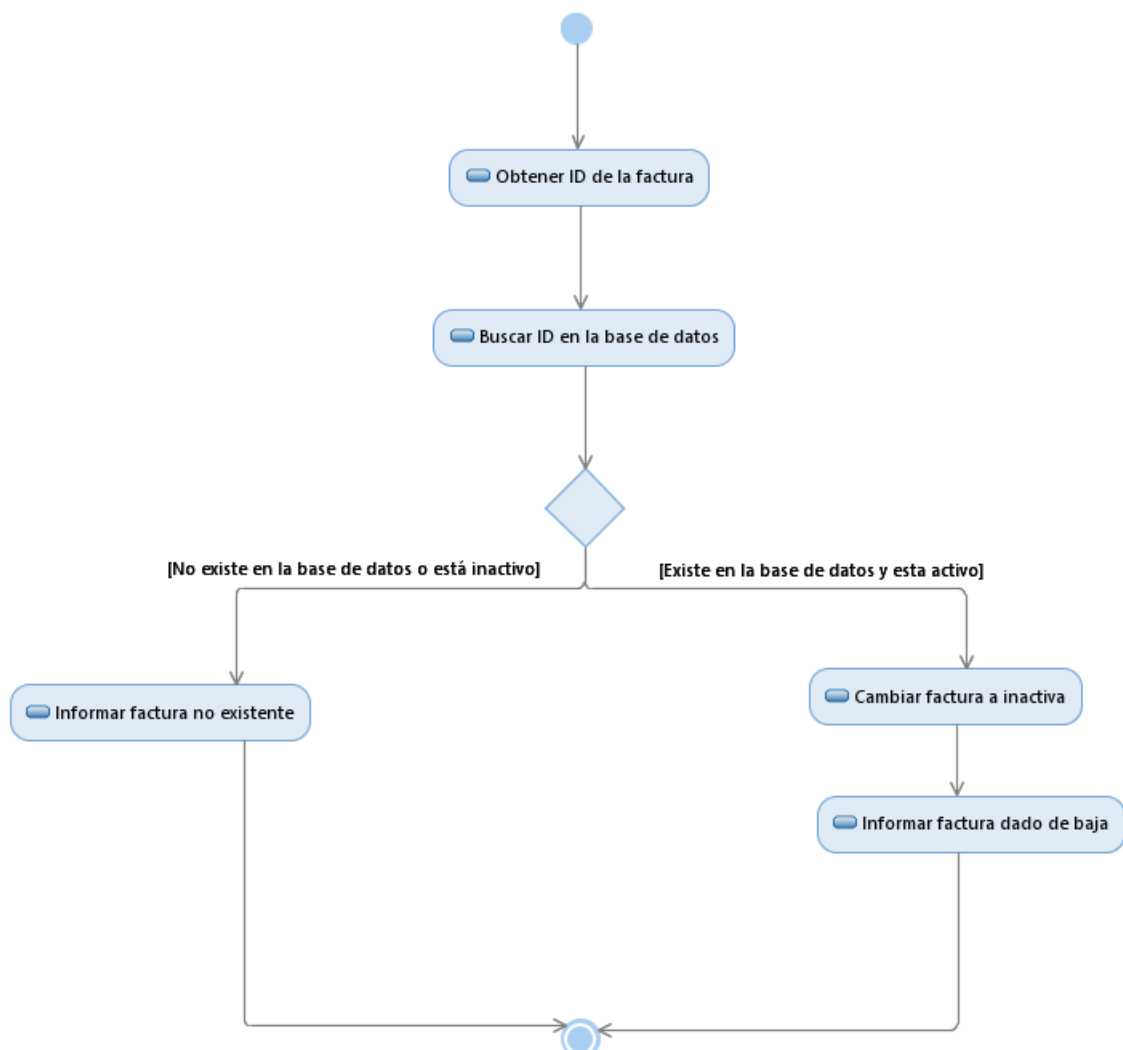 Obtener ID de la factura
Buscar ID en la base de datos
[No existe en la base de datos o está inactivo]
[Existe en la base de datos y esta activo]
Informar factura no existente
Cambiar factura a inactiva
Informar factura dado de baja